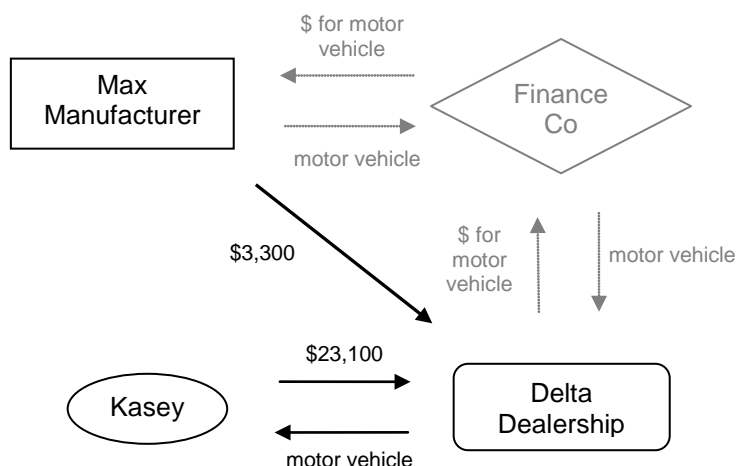 $ for motor
vehicle
Max
Manufacturer
Finance
Co
motor vehicle
$3,300
$ for
motor
vehicle
motor vehicle
$23,100
Kasey
Delta
Dealership
motor vehicle